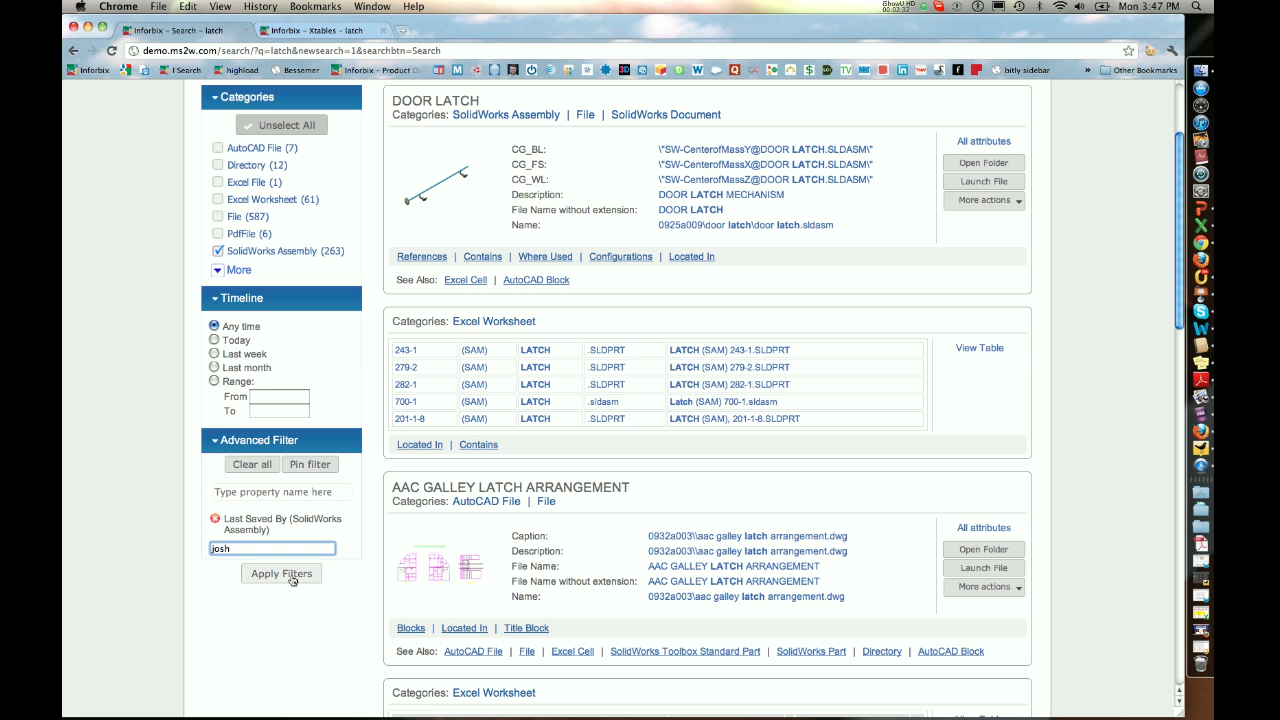 Chrome File Edit View History Bookmarks Window Help
iShowU HD
00:02:32
Mon 3:47 PM
Inforbix - Search - latch
Inforbix - Xtables - latch
demo.ms2w.com/search/?q=latch&newsearch=1&searchbtn=Search
Inforbix
I Search
highload
Bessemer
Inforbix - Product Da
bitly sidebar
» Other Bookmarks
Categories
Unselect All
AutoCAD File (7)
Directory (12)
Excel File (1)
Excel Worksheet (61)
File (587)
PdfFile (6)
SolidWorks Assembly (263)
More
Timeline
Any time
Today
Last week
Last month
Range:
From
To
Advanced Filter
Clear all Pin filter
Type property name here
Last Saved By (SolidWorks
Assembly)
josh
Apply Filters
DOOR LATCH
Categories: SolidWorks Assembly | File | SolidWorks Document
CG_BL: \"SW-CenterofMassY@DOOR LATCH.SLDASM\"
CG_FS: \"SW-CenterofMassX@DOOR LATCH.SLDASM\"
CG_WL: \"SW-CenterofMassZ@DOOR LATCH.SLDASM\"
Description: DOOR LATCH MECHANISM
File Name without extension: DOOR LATCH
Name: 0925a009\door latch\door latch.sldasm
All attributes
Open Folder
Launch File
More actions
References | Contains | Where Used | Configurations | Located In
See Also: Excel Cell | AutoCAD Block
Categories: Excel Worksheet
243-1 (SAM) LATCH .SLDPRT LATCH (SAM) 243-1.SLDPRT
279-2 (SAM) LATCH .SLDPRT LATCH (SAM) 279-2.SLDPRT
282-1 (SAM) LATCH .SLDPRT LATCH (SAM) 282-1.SLDPRT
700-1 (SAM) LATCH .sldasm Latch (SAM) 700-1.sldasm
201-1-8 (SAM) LATCH .SLDPRT LATCH (SAM), 201-1-8.SLDPRT
View Table
Located In | Contains
AAC GALLEY LATCH ARRANGEMENT
Categories: AutoCAD File | File
Caption: 0932a003\\aac galley latch arrangement.dwg
Description: 0932a003\\aac galley latch arrangement.dwg
File Name: AAC GALLEY LATCH ARRANGEMENT
File Name without extension: AAC GALLEY LATCH ARRANGEMENT
Name: 0932a003\aac galley latch arrangement.dwg
All attributes
Open Folder
Launch File
More actions
Blocks | Located In | Title Block
See Also: AutoCAD File | File | Excel Cell | SolidWorks Toolbox Standard Part | SolidWorks Part | Directory | AutoCAD Block
Categories: Excel Worksheet